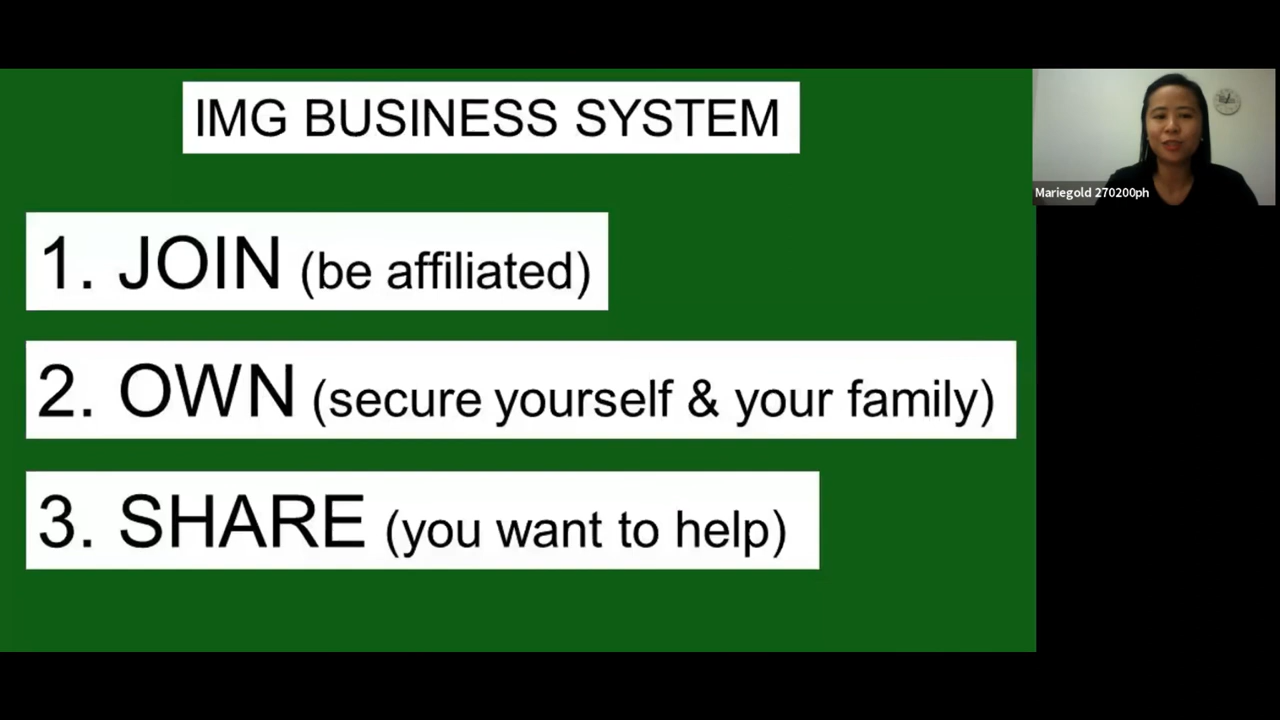 IMG BUSINESS SYSTEM
1. JOIN (be affiliated)
2. OWN (secure yourself & your family)
3. SHARE (you want to help)
Mariegold 270200ph